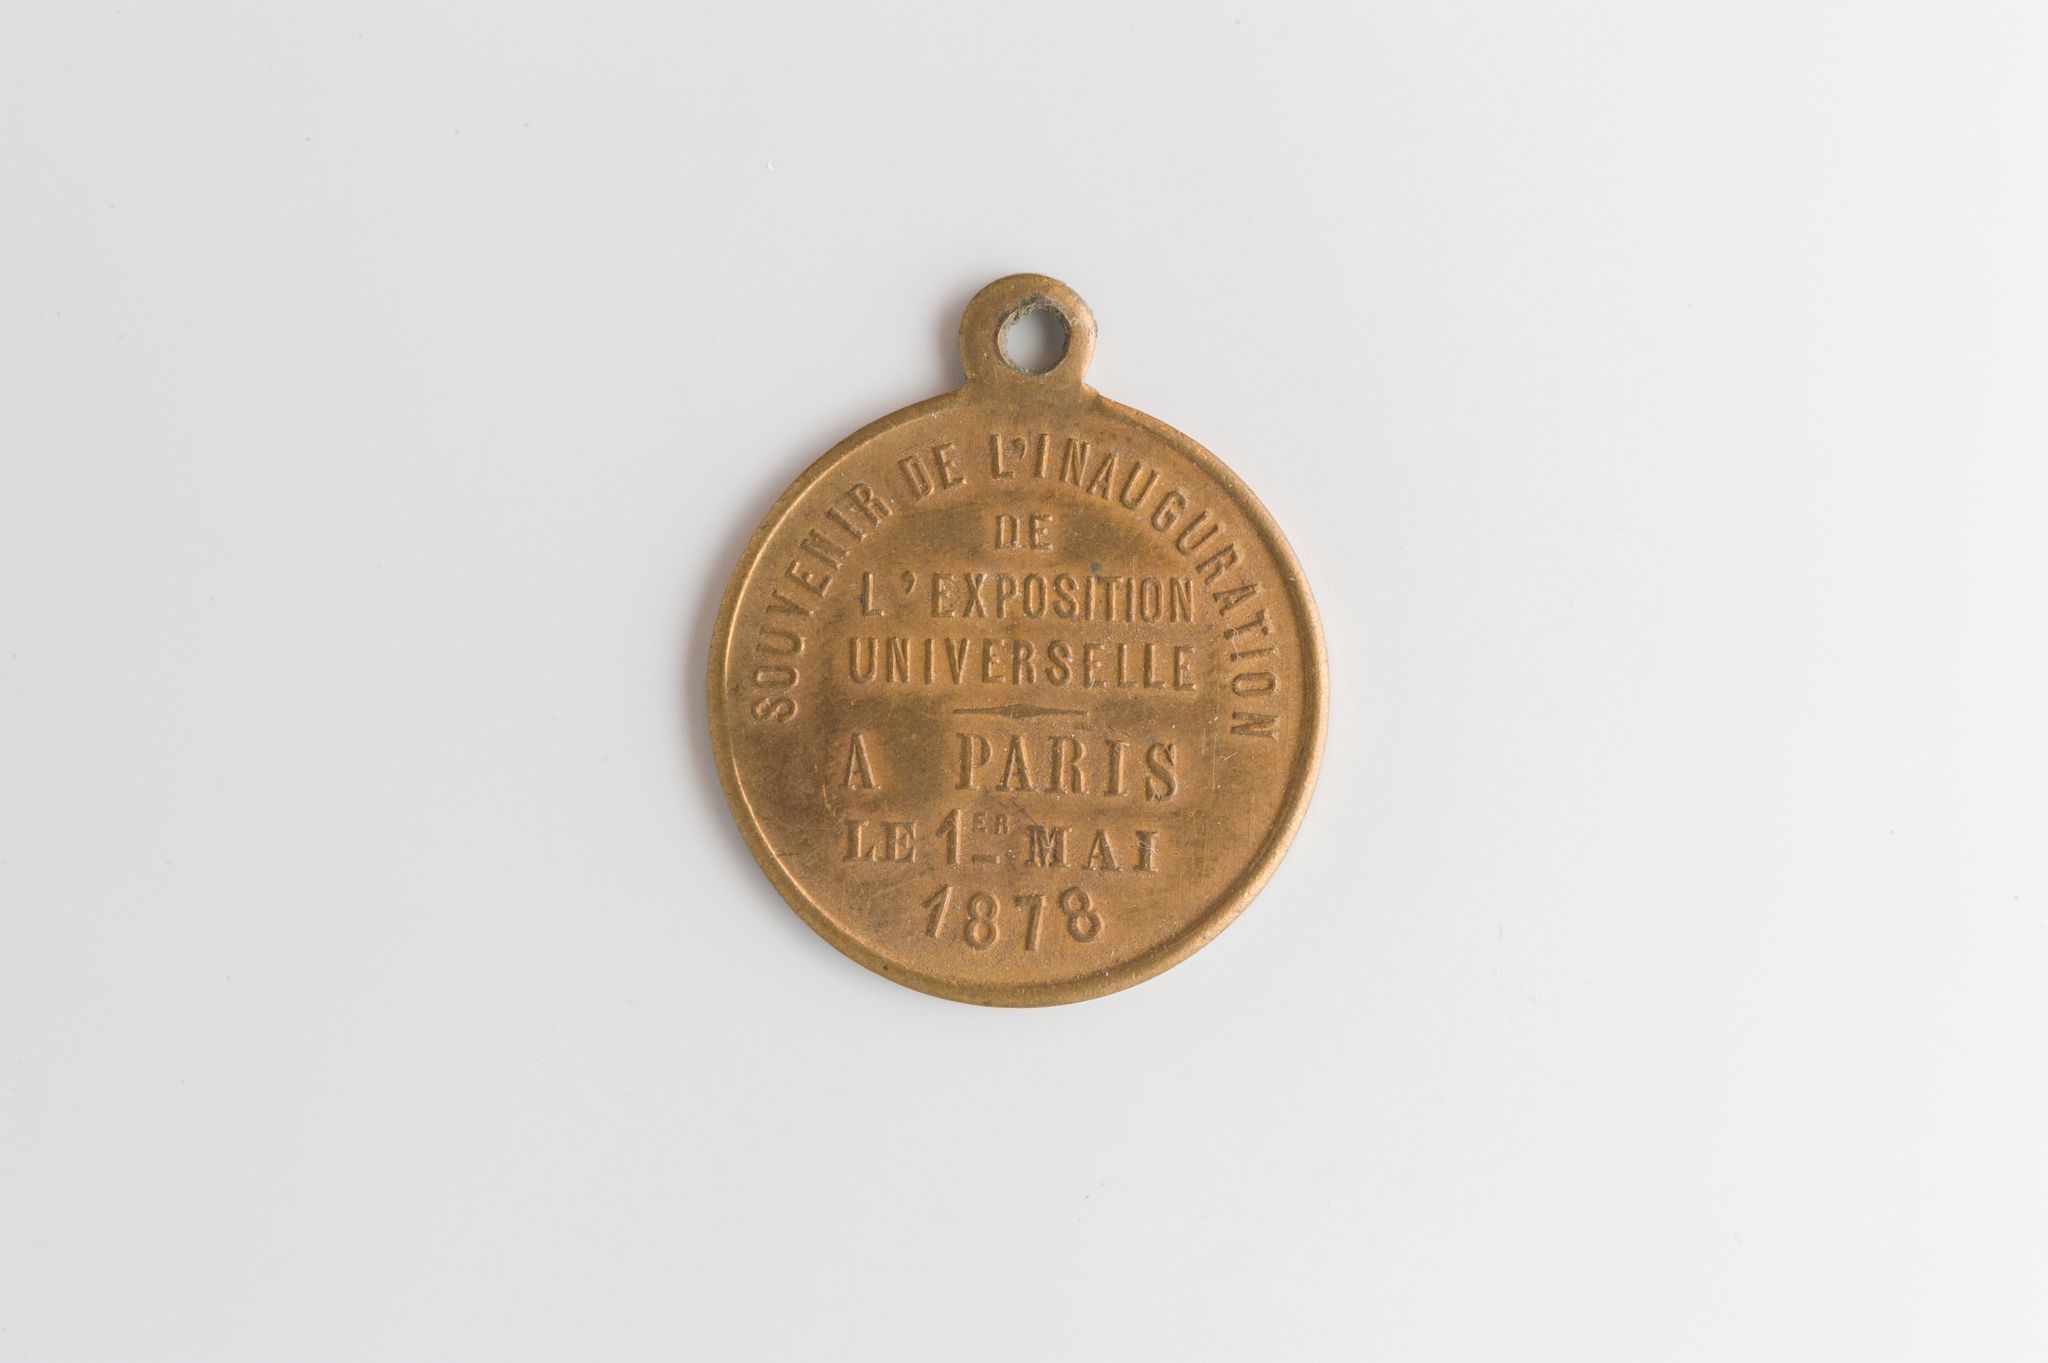 SOUVENIR DE L'INAUGURATION
DE
L'EXPOSITION
UNIVERSELLE
A PARIS
LE 1ER MAI
1878